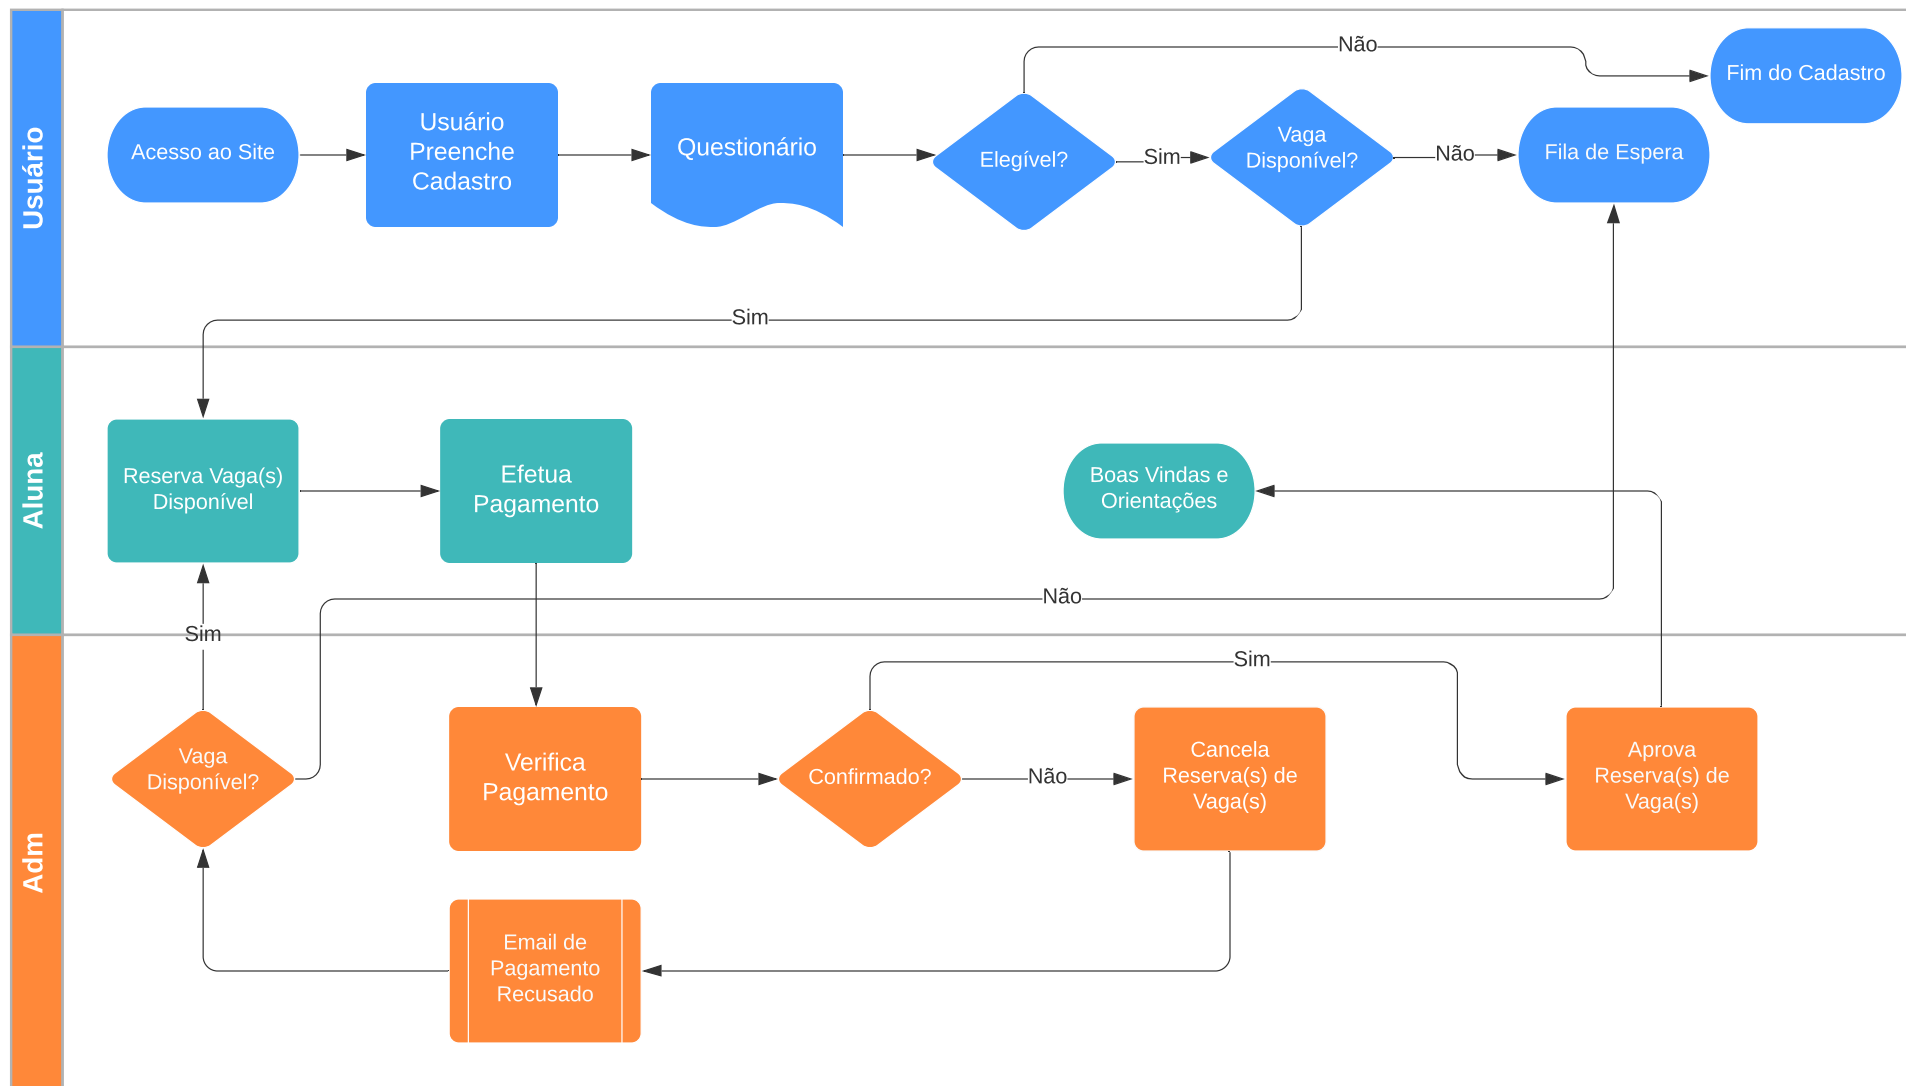 Usuário
Acesso ao Site
Usuário
Preenche
Cadastro
Questionário
Elegível?
Não
Sim
Vaga
Disponível?
Não
Fila de Espera
Fim do Cadastro
Sim
Aluna
Reserva Vaga(s)
Disponível
Efetua
Pagamento
Boas Vindas e
Orientações
Não
Sim
Adm
Vaga
Disponível?
Verifica
Pagamento
Confirmado?
Sim
Não
Cancela
Reserva(s) de
Vaga(s)
Aprova
Reserva(s) de
Vaga(s)
Email de
Pagamento
Recusado